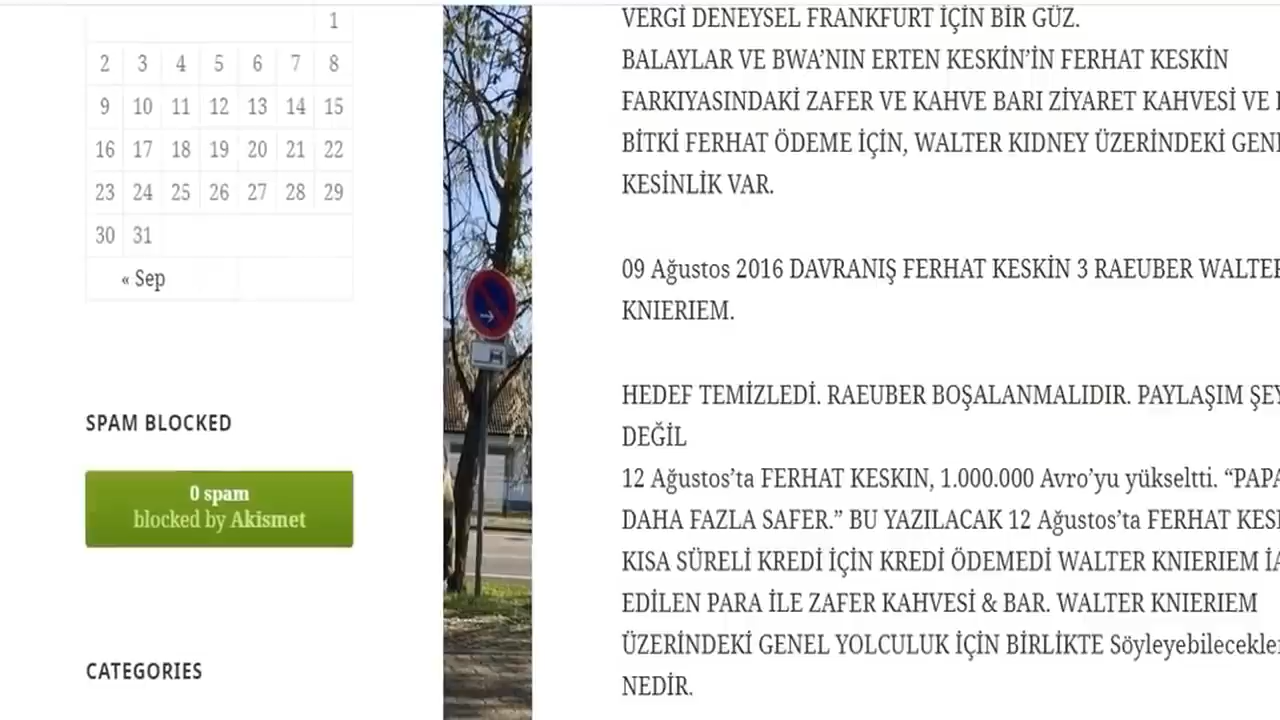 1
2 3 4 5 6 7 8
9 10 11 12 13 14 15
16 17 18 19 20 21 22
23 24 25 26 27 28 29
30 31
« Sep
SPAM BLOCKED
0 spam
blocked by Akismet
CATEGORIES
VERGİ DENEYSEL FRANKFURT İÇİN BİR GÜZ.
BALAYLAR VE BWA’NIN ERTEN KESKİN’İN FERHAT KESKİN
FARKIYASINDAKİ ZAFER VE KAHVE BARI ZİYARET KAHVESİ VE
BİTKİ FERHAT ÖDEME İÇİN, WALTER KIDNEY ÜZERİNDEKİ
KESİNLİK VAR.
09 Ağustos 2016 DAVRANIŞ FERHAT KESKİN 3 RAEUBER WALTER
KNIERIEM.
HEDEF TEMİZLEDİ. RAEUBER BOŞALANMALIDIR. PAYLAŞIM
DEĞİL
12 Ağustos’ta FERHAT KESKIN, 1.000.000 Avro’yu yükseltti.
DAHA FAZLA SAFER.” BU YAZILACAK 12 Ağustos’ta FERHAT
KISA SÜRELİ KREDİ İÇİN KREDİ ÖDEMEDİ WALTER KNIERIEM
EDİLEN PARA İLE ZAFER KAHVESİ & BAR. WALTER KNIERIEM
ÜZERİNDEKİ GENEL YOLCULUK İÇİN BİRLİKTE
NEDİR.